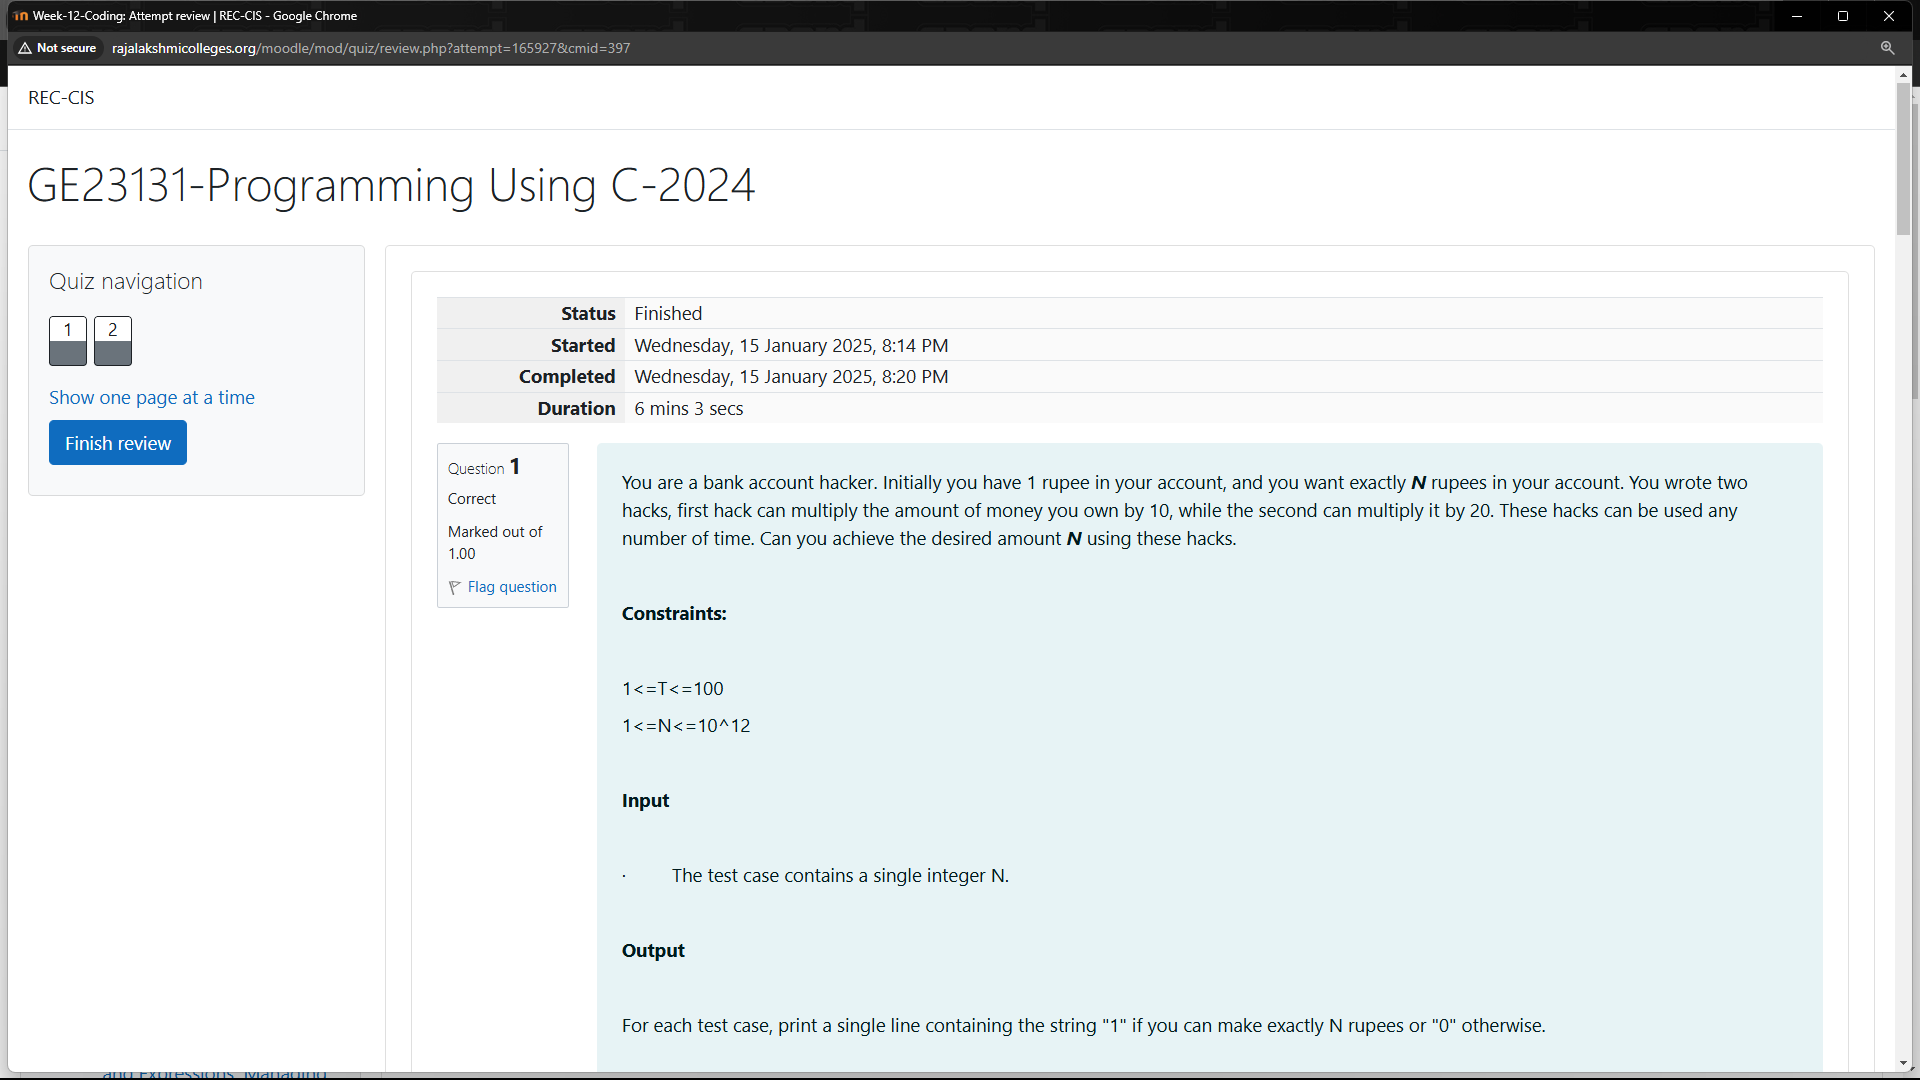 Week-12-Coding: Attempt review | REC-CIS - Google Chrome
Not secure rajalakshmicolleges.org/moodle/mod/quiz/review.php?attempt=165927&cmid=397
REC-CIS
GE23131-Programming Using C-2024
Quiz navigation
1 2
Show one page at a time
Finish review
Status Finished
Started Wednesday, 15 January 2025, 8:14 PM
Completed Wednesday, 15 January 2025, 8:20 PM
Duration 6 mins 3 secs
Question 1
Correct
Marked out of
1.00
Flag question
You are a bank account hacker. Initially you have 1 rupee in your account, and you want exactly N rupees in your account. You wrote two
hacks, first hack can multiply the amount of money you own by 10, while the second can multiply it by 20. These hacks can be used any
number of time. Can you achieve the desired amount N using these hacks.
Constraints:
1<=T<=100
1<=N<=10^12
Input
· The test case contains a single integer N.
Output
For each test case, print a single line containing the string "1" if you can make exactly N rupees or "0" otherwise.
and Expressions, Managing